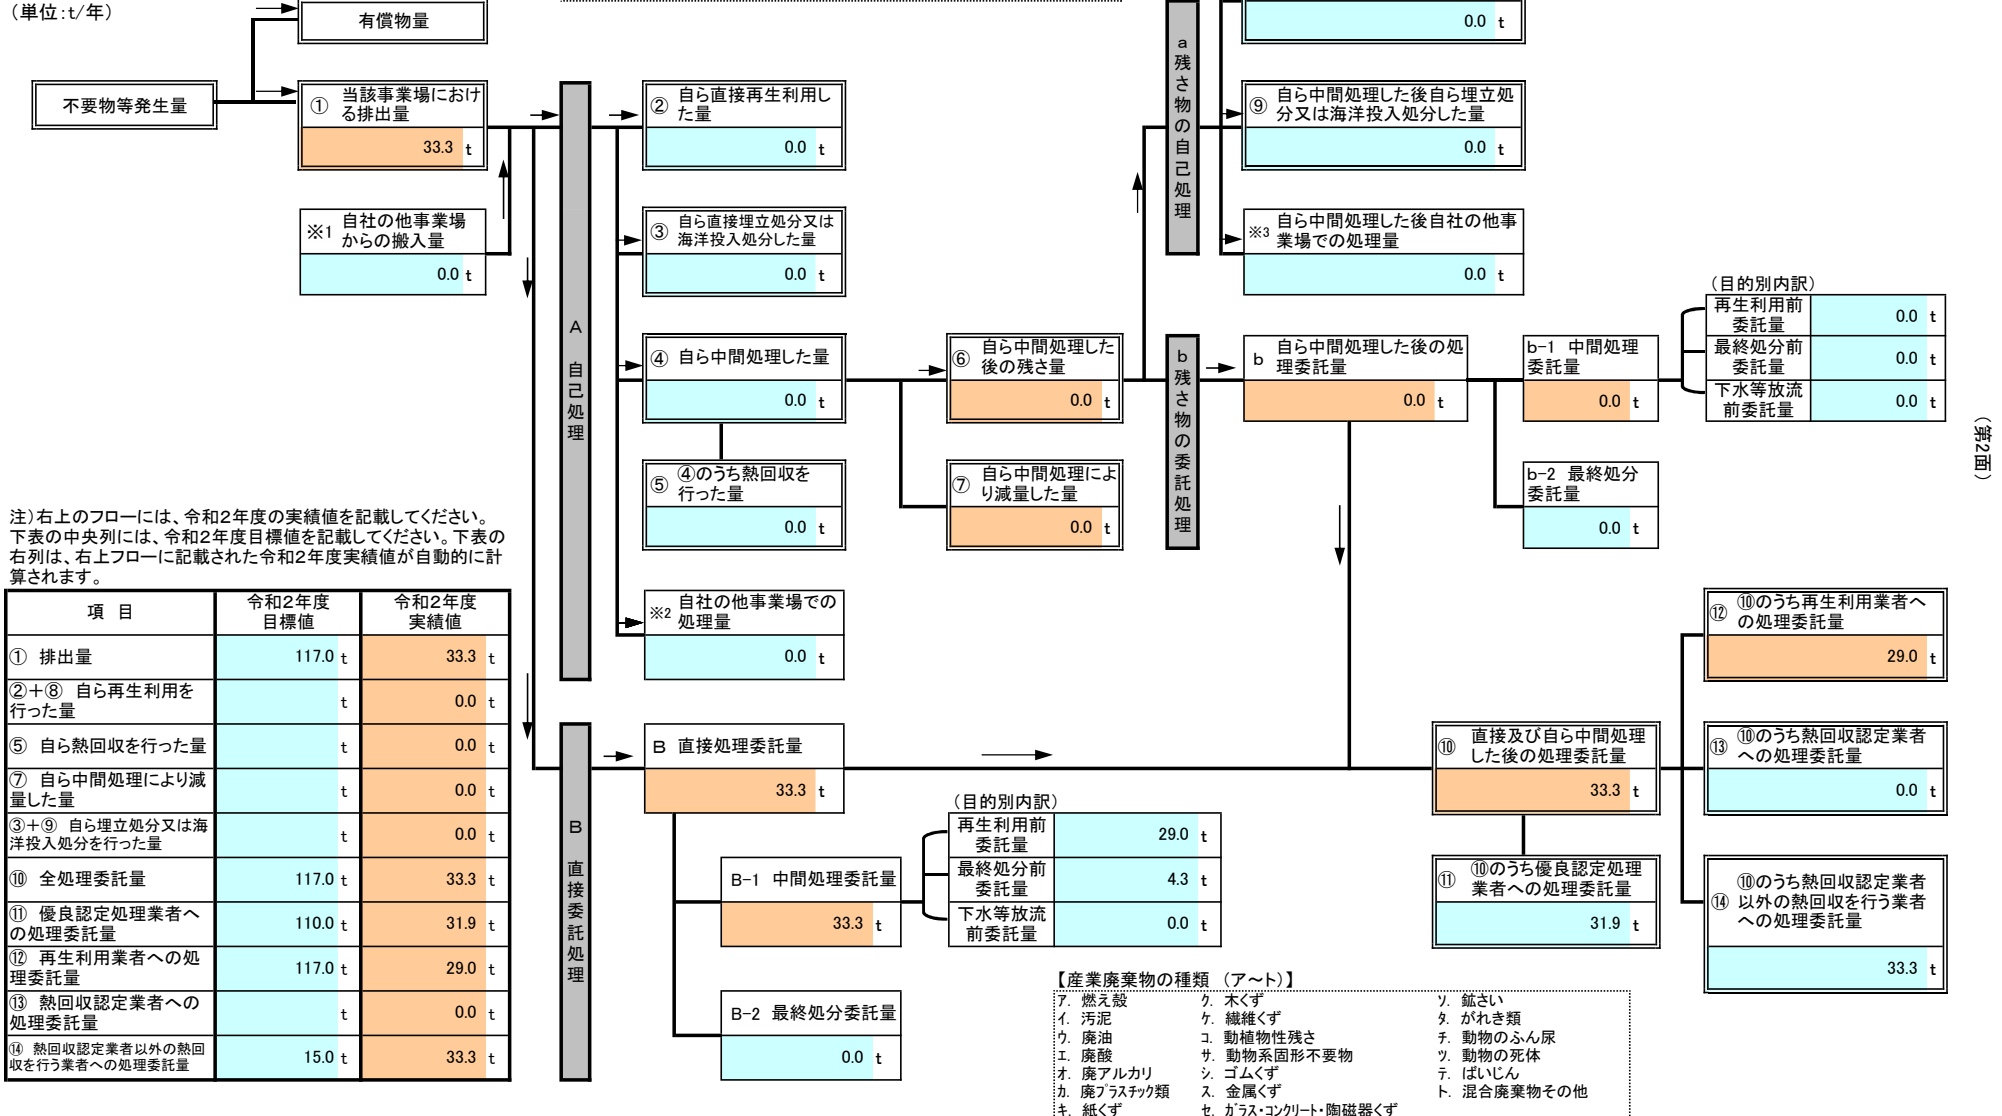 （単位:t/年）
有償物量
0.0 t
不要物等発生量
① 当該事業場におけ
る排出量
33.3 t
※1 自社の他事業場
からの搬入量
0.0 t
A 自己処理
② 自ら直接再生利用し
た量
0.0 t
③ 自ら直接埋立処分又は
海洋投入処分した量
0.0 t
④ 自ら中間処理した量
0.0 t
⑤ ④のうち熱回収を
行った量
0.0 t
※2 自社の他事業場での
処理量
0.0 t
⑥ 自ら中間処理した
後の残さ量
0.0 t
⑦ 自ら中間処理によ
り減量した量
0.0 t
a残さ物の自己処理
⑨ 自ら中間処理した後自ら埋立処
分又は海洋投入処分した量
0.0 t
※3 自ら中間処理した後自社の他事
業場での処理量
0.0 t
b残さ物の委託処理
b 自ら中間処理した後の処
理委託量
0.0 t
b-1 中間処理
委託量
0.0 t
b-2 最終処分
委託量
0.0 t
（目的別内訳）
再生利用前
委託量 0.0 t
最終処分前
委託量 0.0 t
下水等放流
前委託量 0.0 t
（第2面）
注）右上のフローには、令和2年度の実績値を記載してください。
下表の中央列には、令和2年度目標値を記載してください。下表の
右列は、右上フローに記載された令和2年度実績値が自動的に計
算されます。
項 目 令和2年度 目標値 令和2年度 実績値
① 排出量 117.0 t 33.3 t
②＋⑧ 自ら再生利用を
行った量 t 0.0 t
⑤ 自ら熱回収を行った量 t 0.0 t
⑦ 自ら中間処理により減
量した量 t 0.0 t
③＋⑨ 自ら埋立処分又は海
洋投入処分を行った量 t 0.0 t
⑩ 全処理委託量 117.0 t 33.3 t
⑪ 優良認定処理業者へ
の処理委託量 110.0 t 31.9 t
⑫ 再生利用業者への処
理委託量 117.0 t 29.0 t
⑬ 熱回収認定業者への
処理委託量 t 0.0 t
⑭ 熱回収認定業者以外の熱回
収を行う業者への処理委託量 15.0 t 33.3 t
B 直接委託処理
B 直接処理委託量
33.3 t
B-1 中間処理委託量
33.3 t
B-2 最終処分委託量
0.0 t
（目的別内訳）
再生利用前
委託量 29.0 t
最終処分前
委託量 4.3 t
下水等放流
前委託量 0.0 t
⑩ 直接及び自ら中間処理
した後の処理委託量
33.3 t
⑪ ⑩のうち優良認定処理
業者への処理委託量
31.9 t
⑫ ⑩のうち再生利用業者へ
の処理委託量
29.0 t
⑬ ⑩のうち熱回収認定業者
への処理委託量
0.0 t
⑭ ⑩のうち熱回収認定業者
以外の熱回収を行う業者
への処理委託量
33.3 t
【産業廃棄物の種類 （ア～ト）】
ア. 燃え殻 ク. 木くず ソ. 鉱さい
イ. 汚泥 ケ. 繊維くず タ. がれき類
ウ. 廃油 コ. 動植物性残さ チ. 動物のふん尿
エ. 廃酸 サ. 動物系固形不要物 ツ. 動物の死体
オ. 廃アルカリ シ. ゴムくず テ. ばいじん
カ. 廃プラスチック類 ス. 金属くず ト. 混合廃棄物その他
キ. 紙くず セ. ガラス・コンクリート・陶磁器くず